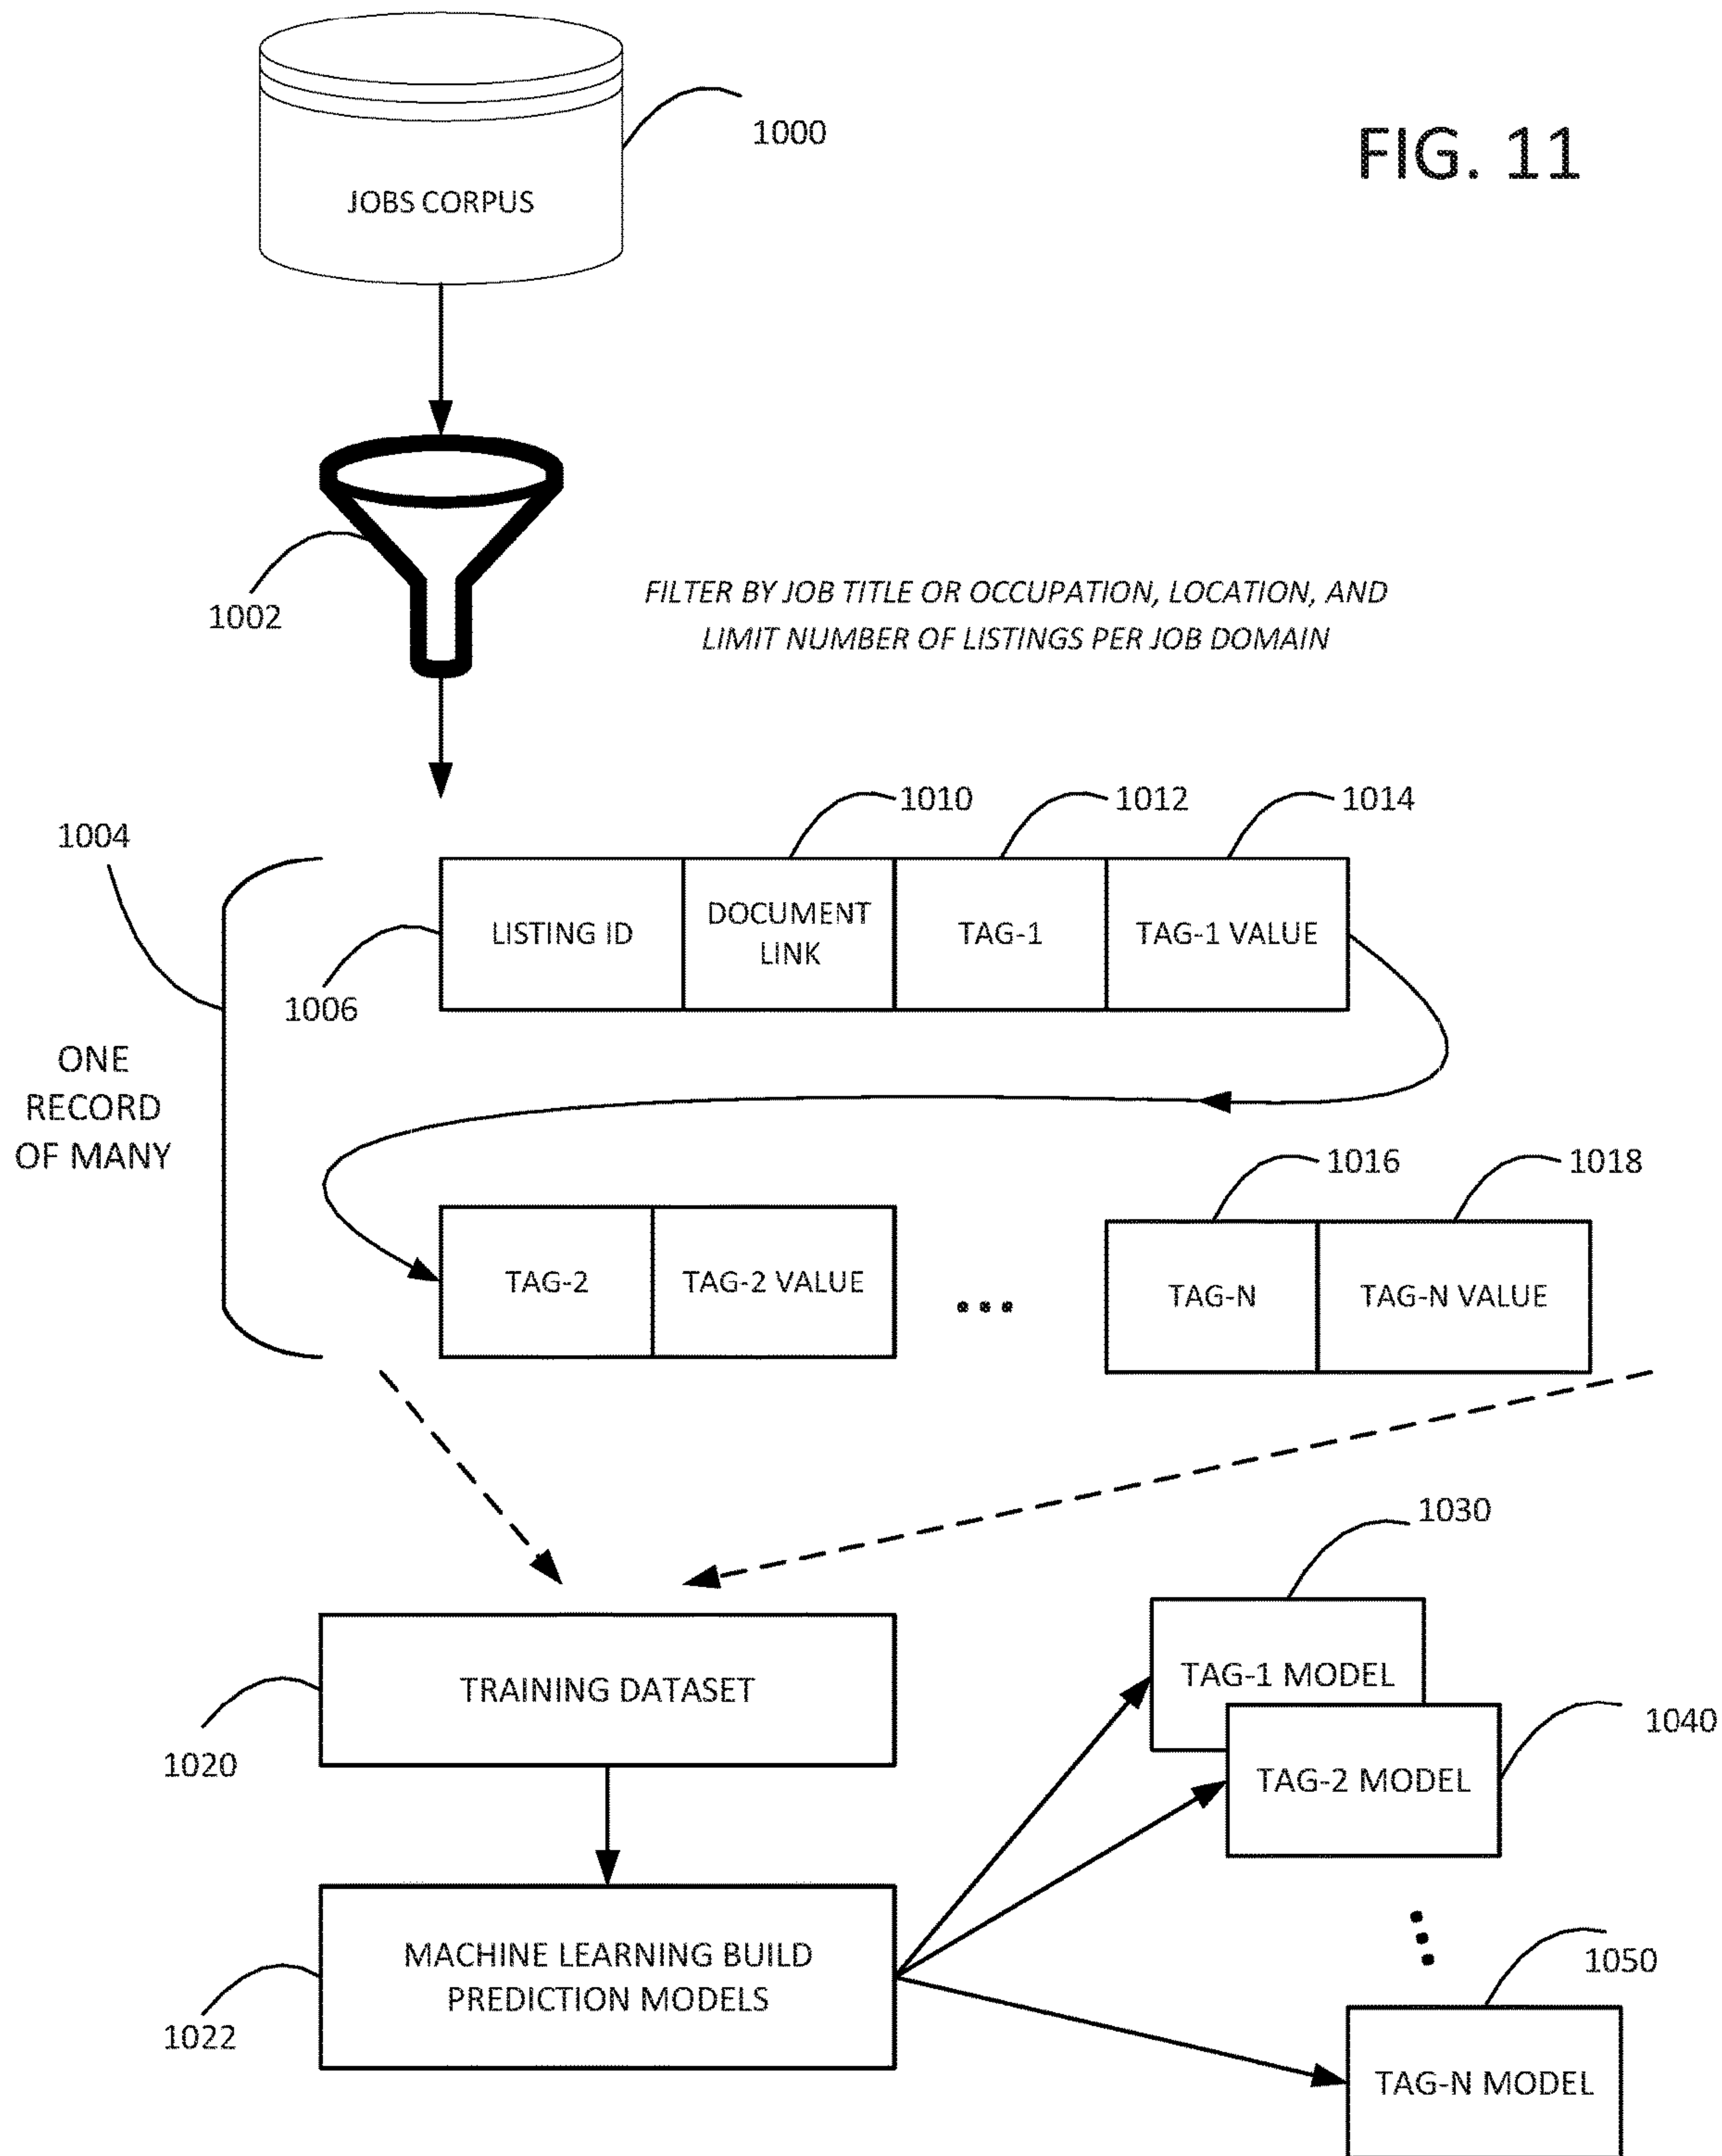 1000
FIG. 11
JOBS CORPUS
1002
FILTER BY JOB TITLE OR OCCUPATION, LOCATION, AND
LIMIT NUMBER OF LISTINGS PER JOB DOMAIN
1004
1010
1012
1014
LISTING ID
DOCUMENT
LINK
TAG-1
TAG-1 VALUE
1006
ONE
RECORD
OF MANY
1016
1018
TAG-2
TAG-2 VALUE
...
TAG-N
TAG-N VALUE
1030
TRAINING DATASET
TAG-1 MODEL
1020
1040
TAG-2 MODEL
MACHINE LEARNING BUILD
PREDICTION MODELS
1022
1050
TAG-N MODEL